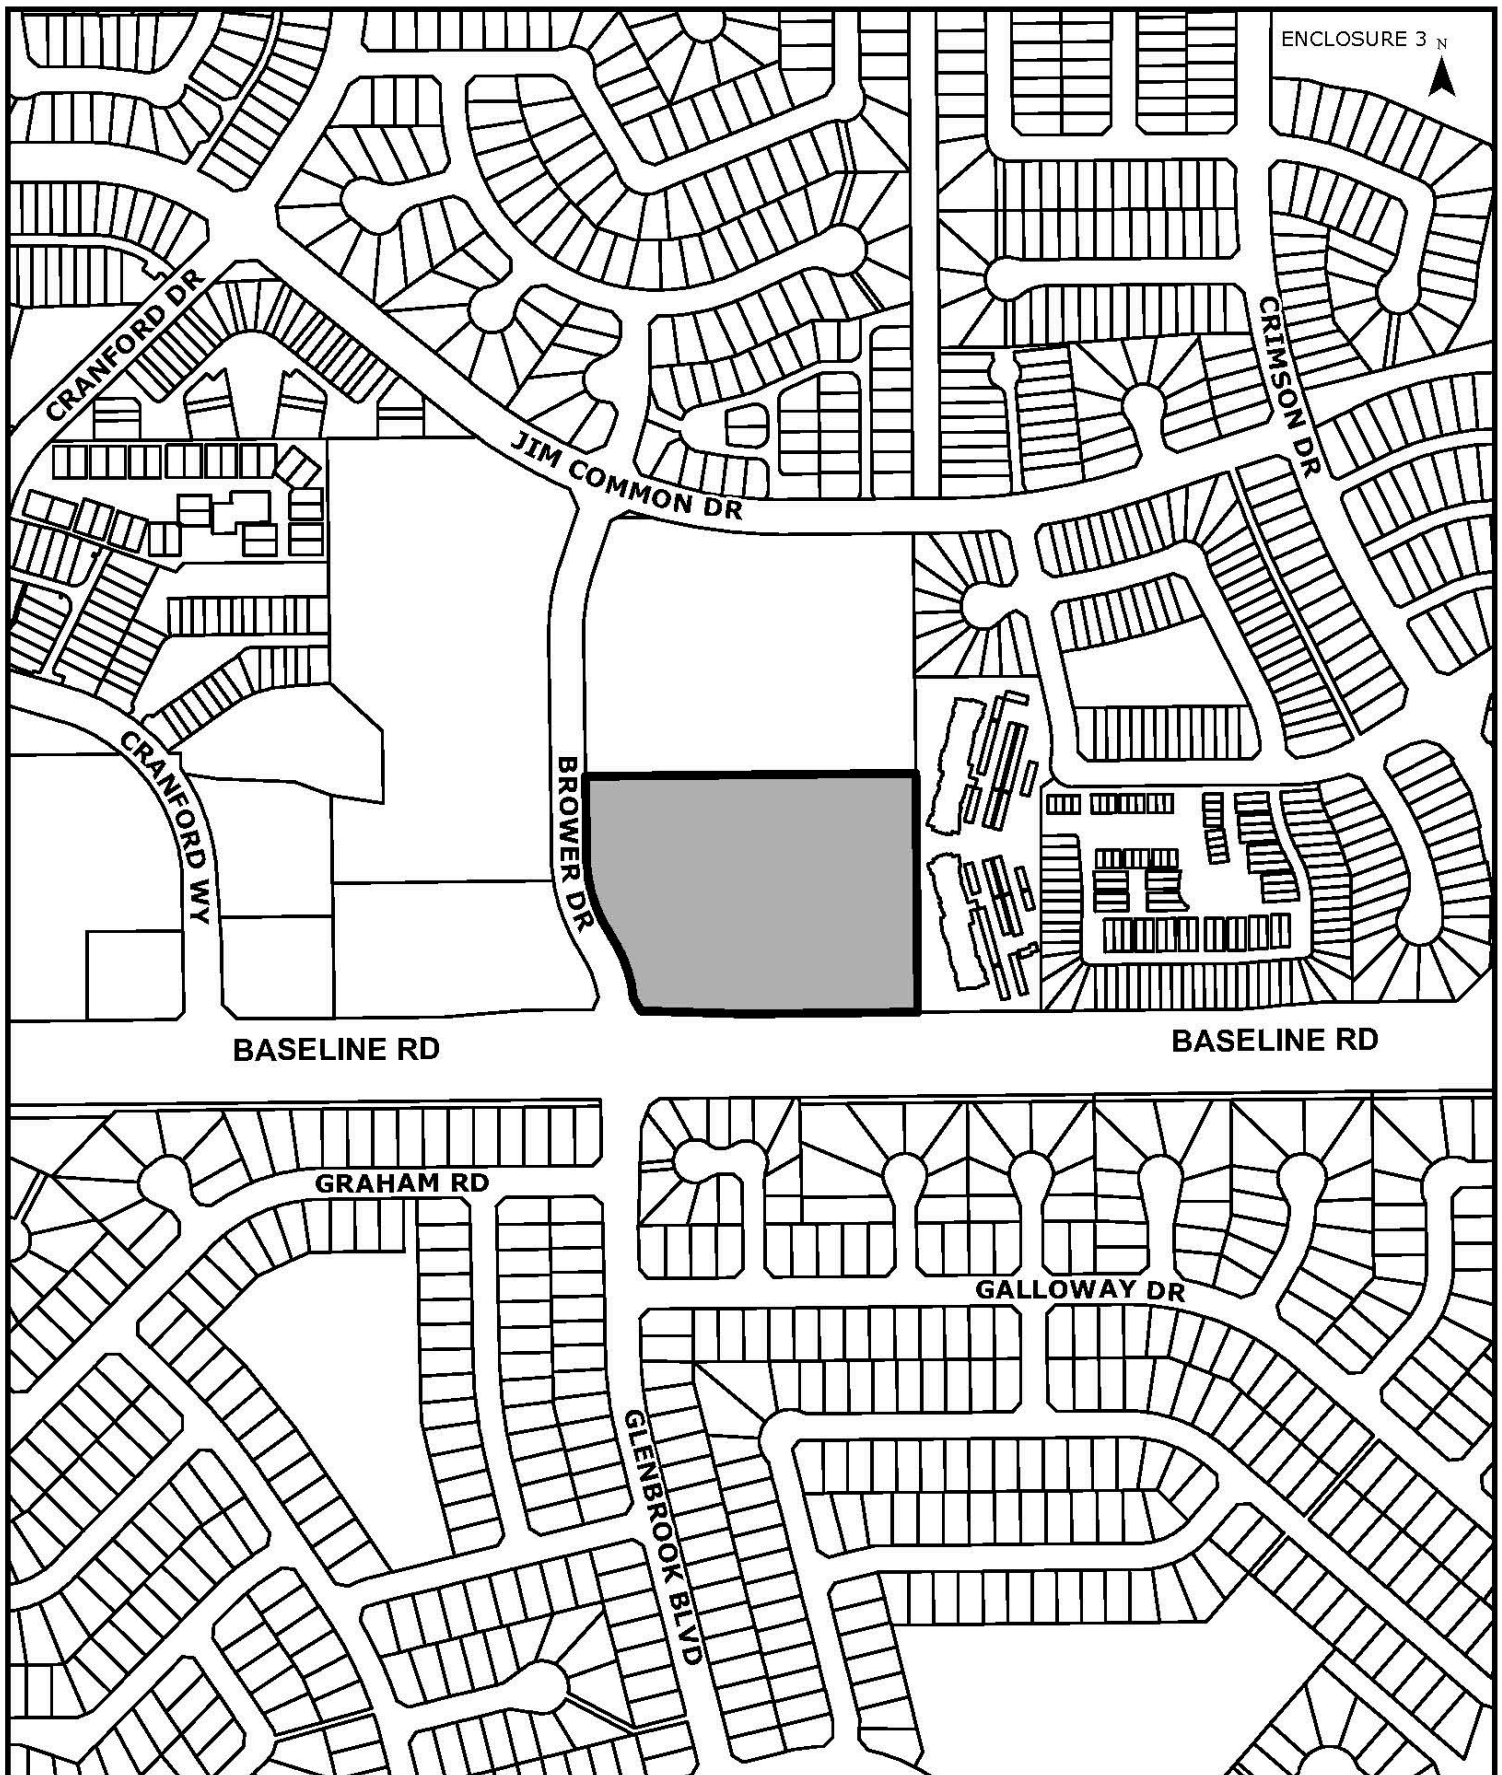 ENCLOSURE 3
N
CRANFORD DR
CRIMSON DR
JIM COMMON DR
CRANFORD WY
BROWER DR
BASELINE RD
BASELINE RD
GRAHAM RD
GALLOWAY DR
GLENBROOK BLVD